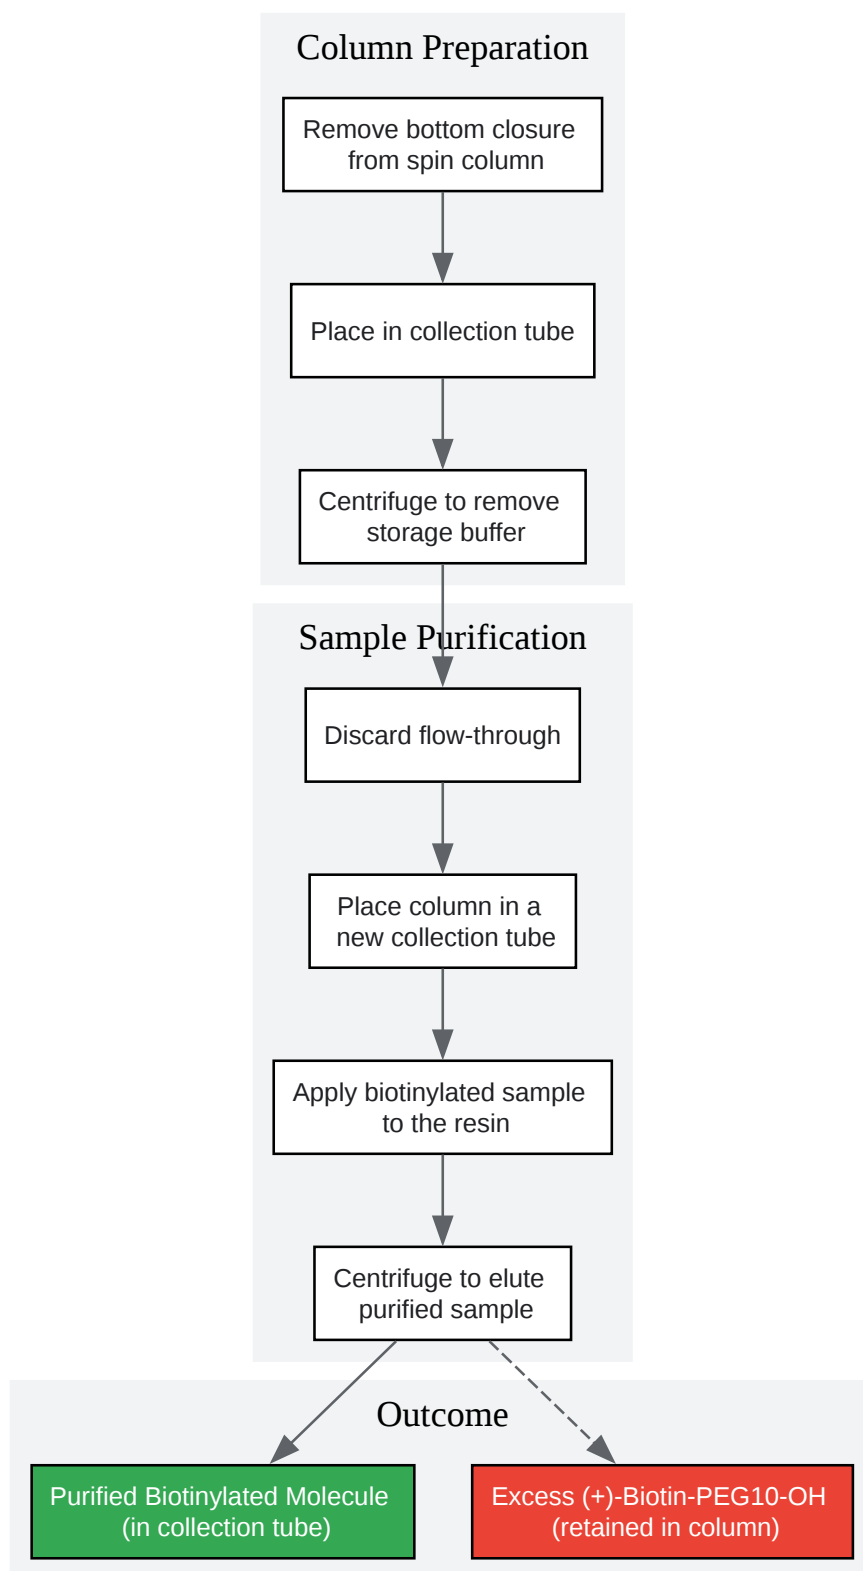 Column Preparation
Remove bottom closure
from spin column
Place in collection tube
Centrifuge to remove
storage buffer
Sample Purification
Discard flow-through
Place column in a
new collection tube
Apply biotinylated sample
to the resin
Centrifuge to elute
purified sample
Outcome
Purified Biotinylated Molecule
(in collection tube)
Excess (+)-Biotin-PEG10-OH
(retained in column)